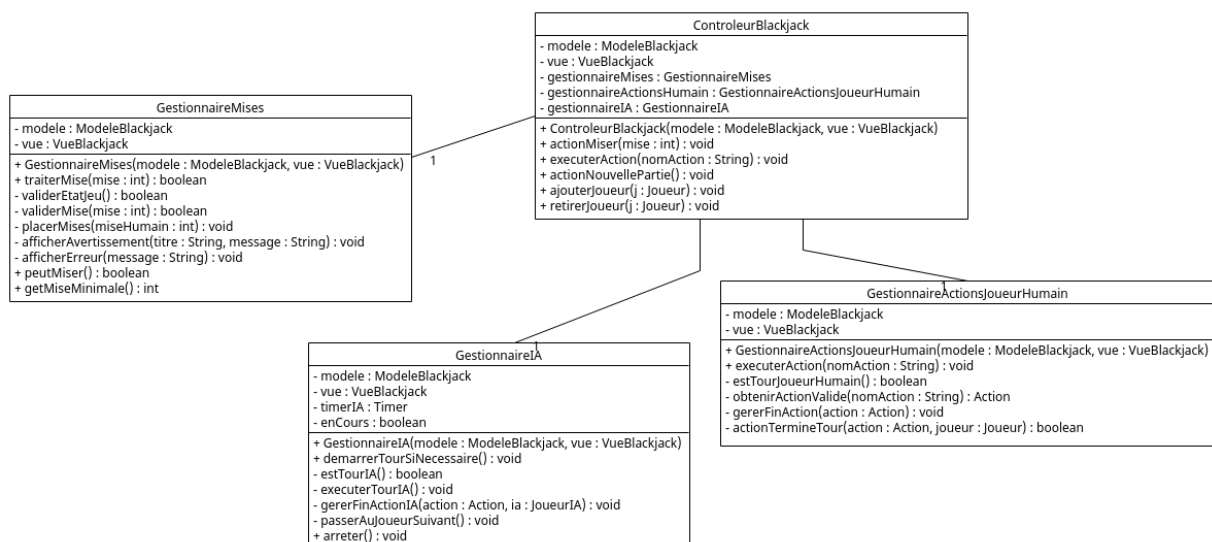 ControleurBlackjack
- modele : ModeleBlackjack
- vue : VueBlackjack
- gestionnaireMises : GestionnaireMises
- gestionnaireActionsHumain : GestionnaireActionsJoueurHumain
- gestionnaireIA : GestionnaireIA
+ ControleurBlackjack(modele : ModeleBlackjack, vue : VueBlackjack)
+ actionMiser(mise : int) : void
+ executerAction(nomAction : String) : void
+ actionNouvellePartie() : void
+ ajouterJoueur(j : Joueur) : void
+ retirerJoueur(j : Joueur) : void
GestionnaireMises
- modele : ModeleBlackjack
- vue : VueBlackjack
+ GestionnaireMises(modele : ModeleBlackjack, vue : VueBlackjack)
+ traiterMise(mise : int) : boolean
- validerEtatJeu() : boolean
- validerMise(mise : int) : boolean
- placerMises(miseHumain : int) : void
- afficherAvertissement(titre : String, message : String) : void
- afficherErreur(message : String) : void
+ peutMiser() : boolean
+ getMiseMinimale() : int
1
1
GestionnaireActionsJoueurHumain
- modele : ModeleBlackjack
- vue : VueBlackjack
+ GestionnaireActionsJoueurHumain(modele : ModeleBlackjack, vue : VueBlackjack)
+ executerAction(nomAction : String) : void
- estTourJoueurHumain() : boolean
- obtenirActionValide(nomAction : String) : Action
- gererFinAction(action : Action) : void
- actionTermineTour(action : Action, joueur : Joueur) : boolean
1
GestionnaireIA
- modele : ModeleBlackjack
- vue : VueBlackjack
- timerIA : Timer
- enCours : boolean
+ GestionnaireIA(modele : ModeleBlackjack, vue : VueBlackjack)
+ demarrerTourSiNecessaire() : void
- estTourIA() : boolean
- executerTourIA() : void
- gererFinActionIA(action : Action, ia : JoueurIA) : void
- passerAuJoueurSuivant() : void
+ arreter() : void